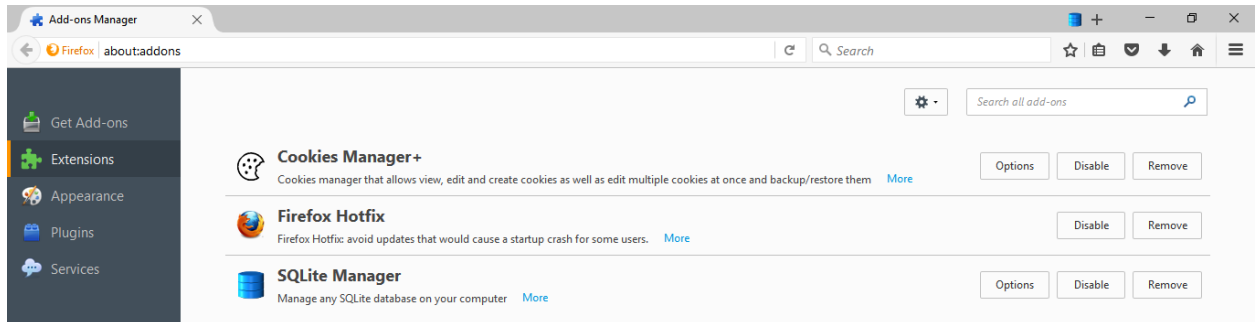 Add-ons Manager
Firefox about:addons
Search
Search all add-ons
Get Add-ons
Extensions
Appearance
Plugins
Services
Cookies Manager+
Cookies manager that allows view, edit and create cookies as well as edit multiple cookies at once and backup/restore them More
Options Disable Remove
Firefox Hotfix
Firefox Hotfix: avoid updates that would cause a startup crash for some users. More
Disable Remove
SQLite Manager
Manage any SQLite database on your computer More
Options Disable Remove